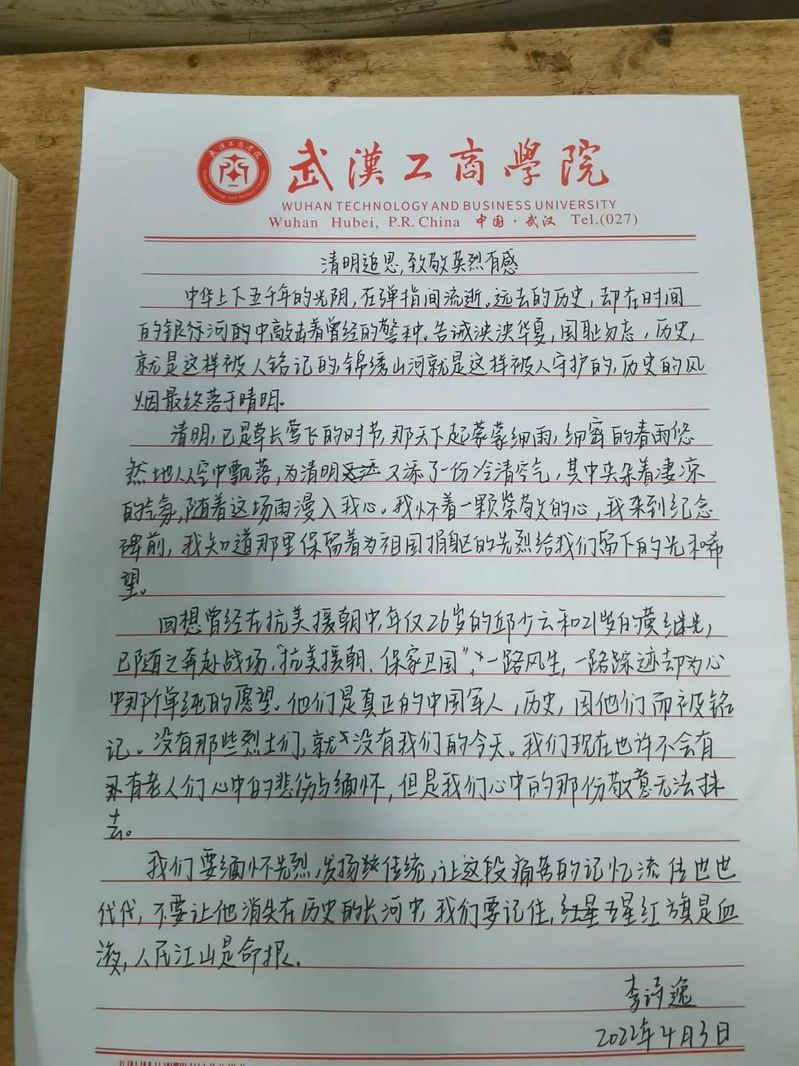 武漢工商學院
WUHAN TECHNOLOGY AND BUSINESS UNIVERSITY
Wuhan Hubei, P.R. China 中国·武汉 Tel.(027)
清明追思,致敬英烈有感
中华上下五千年的光阴,在弹指间流逝。远去的历史,却在时间
的银行河的中敲击着曾经的警种,告诫泱泱华夏,国耻勿忘,历史,
就是这样被人铭记的,锦绣山河就是这样被人守护的,历史的风
烟最终落于晴明。
清明,已是草长莺飞的时节,那天下起蒙蒙细雨,细密的春雨悠
然地从空中飘落,为清明又添了一份冷清空气,其中夹杂着凄凉
的气氛,随着这场雨漫入我心。我怀着一颗崇敬的心,我来到纪念
碑前,我知道那里保留着为祖国捐躯的先烈给我们留下的光和希
望。
回想曾经在抗美援朝中,年仅26岁的邱少云和21岁的黄继光,
已随之奔赴战场,"抗美援朝、保家卫国",一路风生,一路踪迹却为心
中那个单纯的愿望。他们是真正的中国军人,历史,因他们而被铭
记。没有那些烈士们,就没有我们的今天。我们现在也许不会有
有老人们心中的悲伤与缅怀,但是我们心中的那份敬意无法抹
去。
我们要缅怀先烈,发扬传统,让这段痛苦的记忆流传世世
代代,不要让他消失在历史的长河中,我们要记住,红星五星红旗是血
液,人民江山是命根。
李诗逸
2022年4月3日